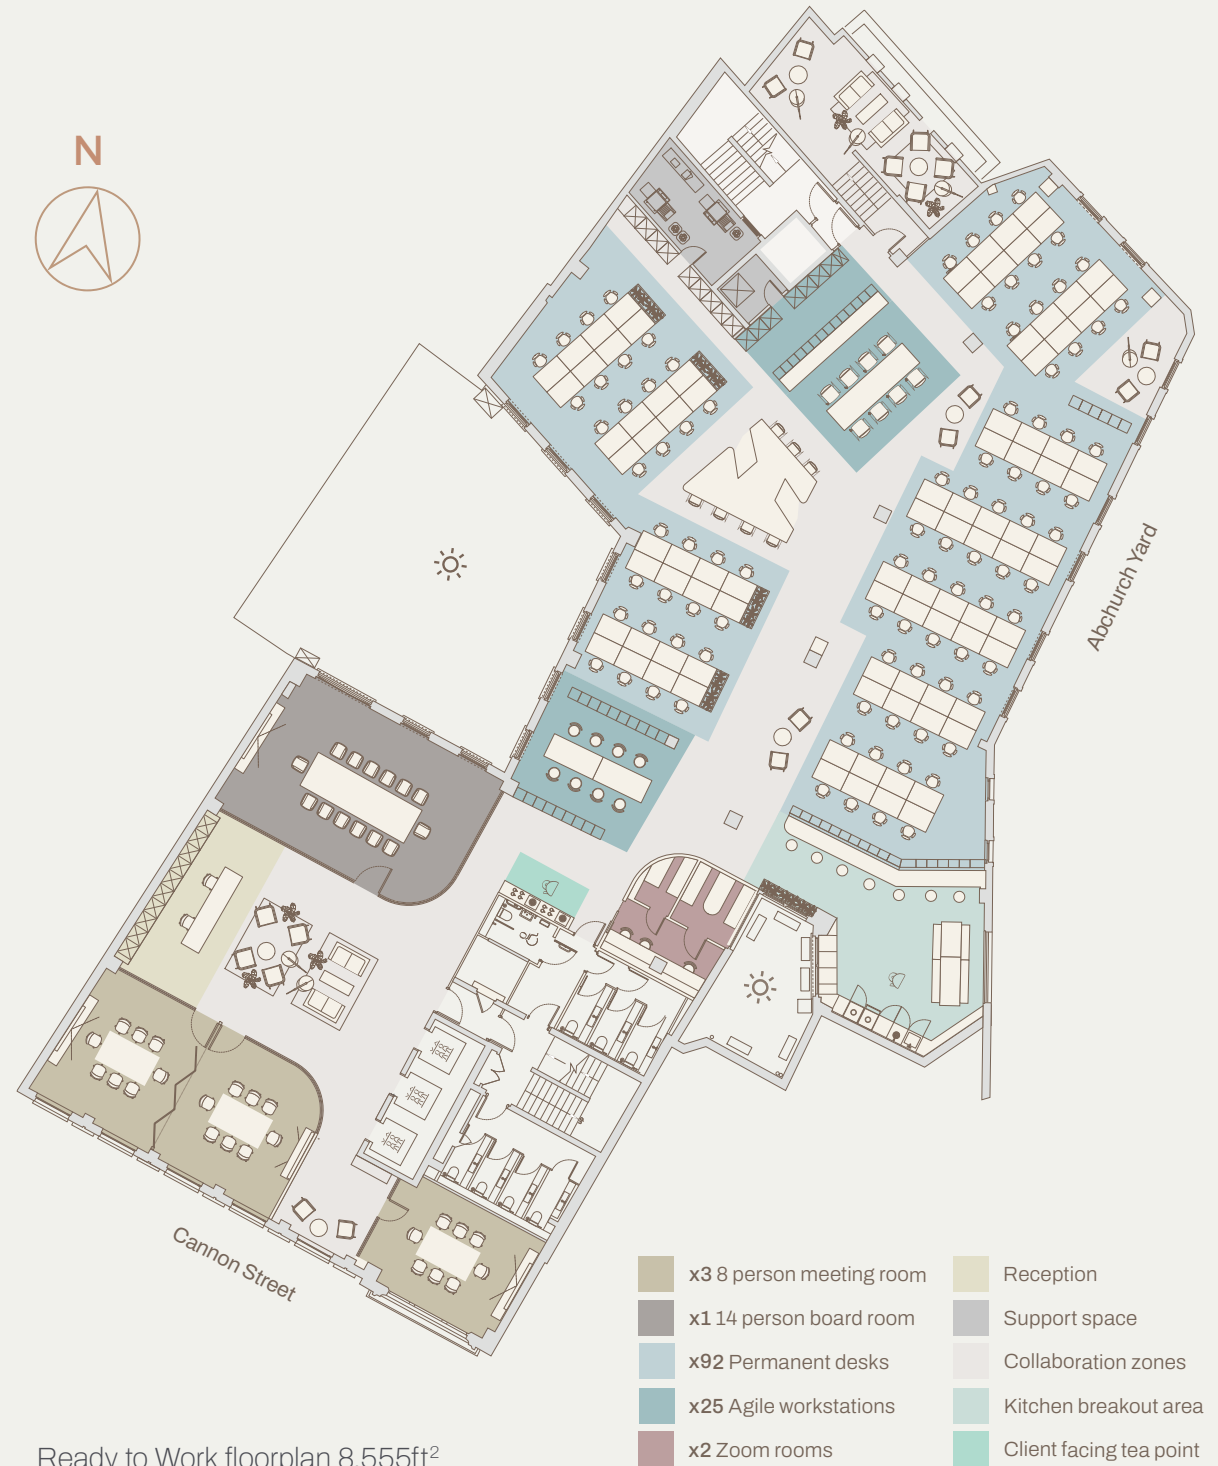 N
Abchurch Yard
Cannon Street
x3 8 person meeting room
x1 14 person board room
x92 Permanent desks
x25 Agile workstations
x2 Zoom rooms
Reception
Support space
Collaboration zones
Kitchen breakout area
Client facing tea point
Ready to Work floorplan 8,555ft²